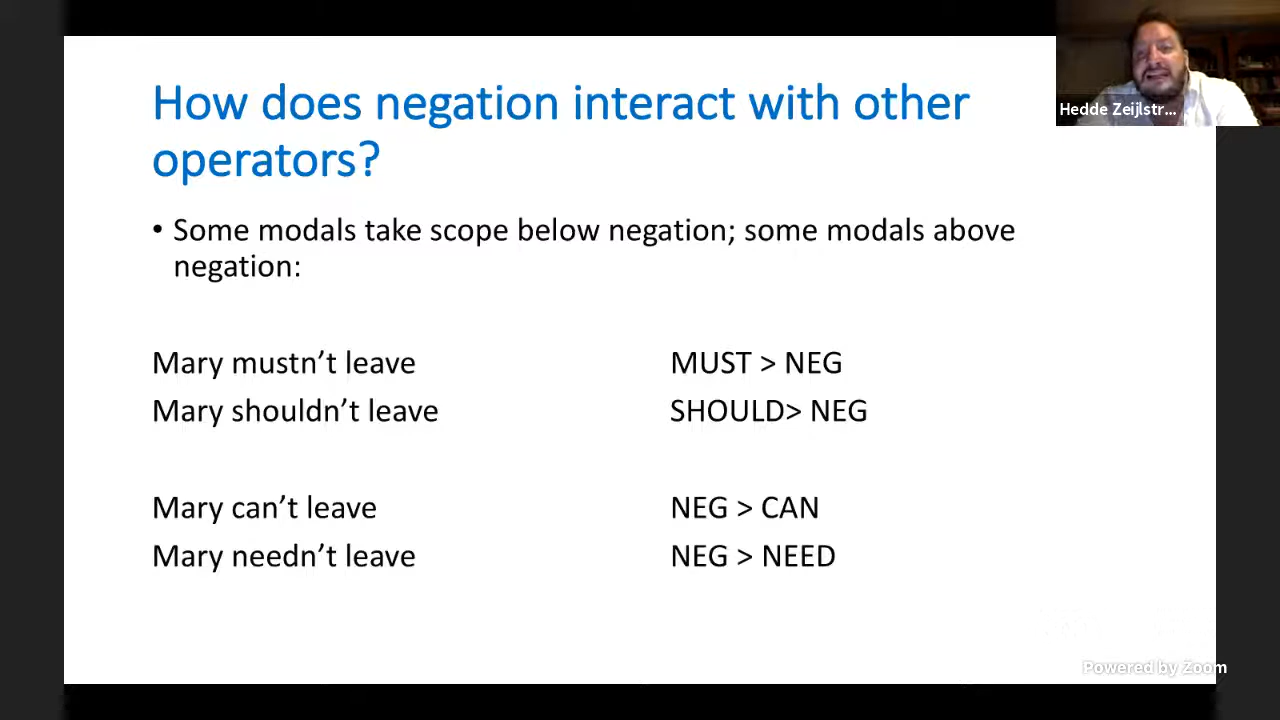 How does negation interact with other
operators?
• Some modals take scope below negation; some modals above
negation:
Mary mustn’t leave MUST > NEG
Mary shouldn’t leave SHOULD> NEG
Mary can’t leave NEG > CAN
Mary needn’t leave NEG > NEED
Hedde Zeijlstr...
Powered by Zoom